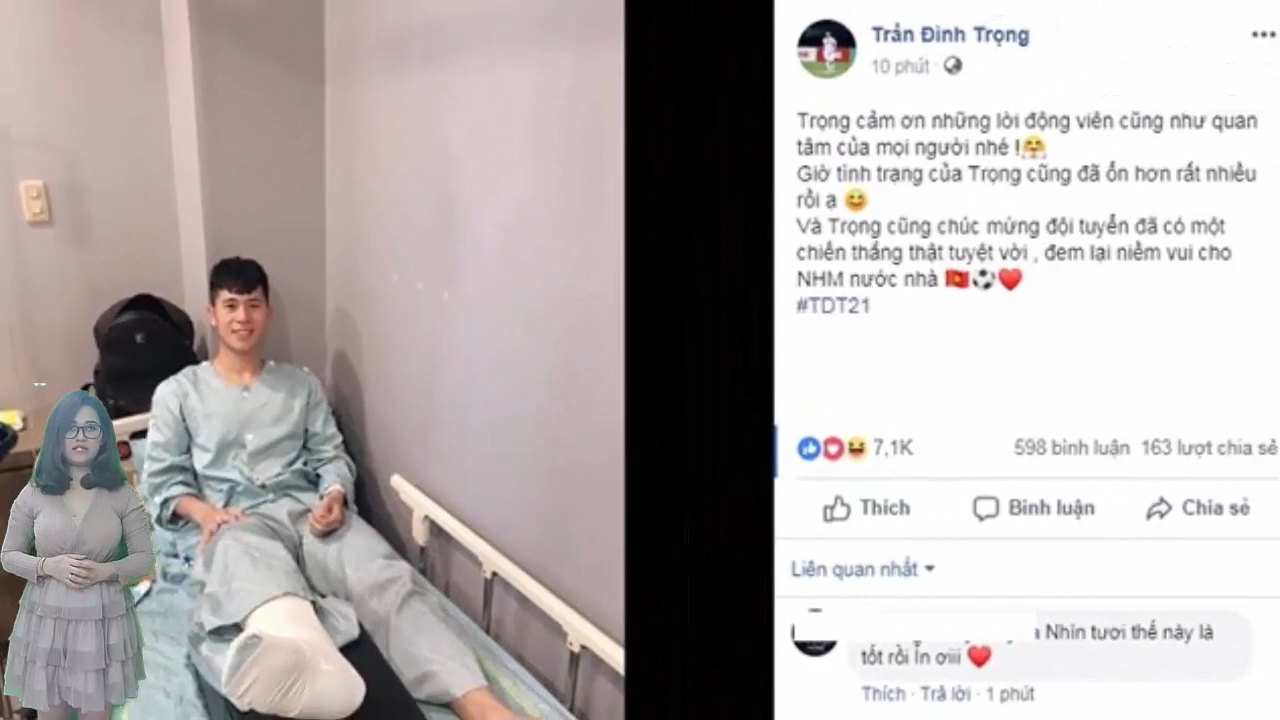 Trần Đình Trọng
10 phút
Trọng cảm ơn những lời động viên cũng như quan
tâm của mọi người nhé !
Giờ tình trạng của Trọng cũng đã ổn hơn rất nhiều
rồi ạ
Và Trọng cũng chúc mừng đội tuyển đã có một
chiến thắng thật tuyệt vời , đem lại niềm vui cho
NHM nước nhà
#TDT21
7,1K 598 bình luận 163 lượt chia sẻ
Thích Bình luận Chia sẻ
Liên quan nhất
Nhìn tươi thế này là
tốt rồi Ỉn ơiii
Thích · Trả lời · 1 phút